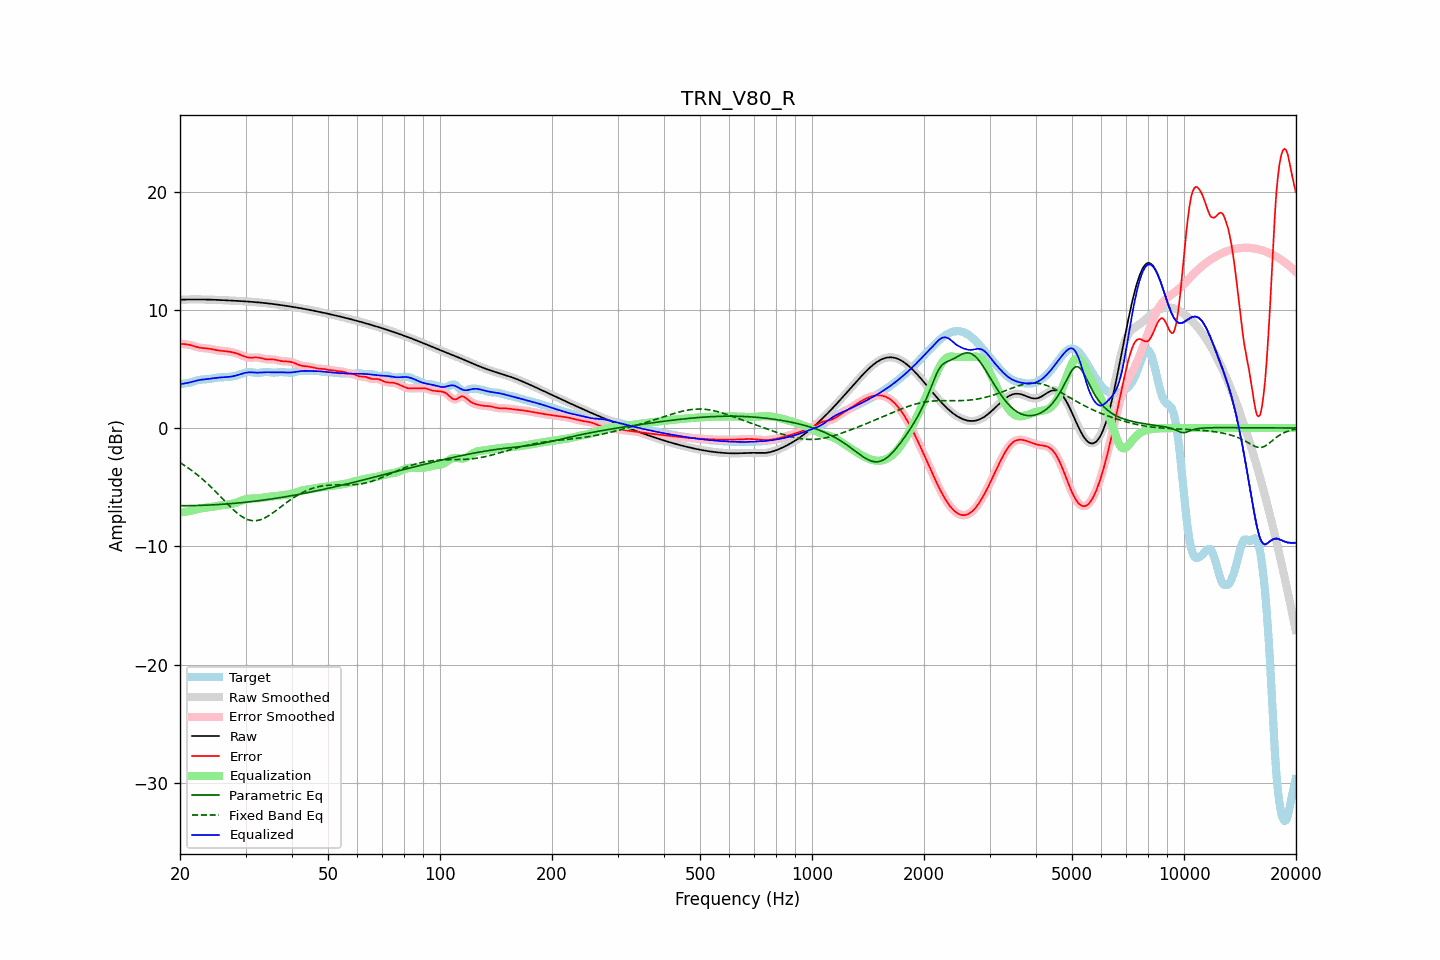 TRN_V80_R
Amplitude (dBr)
20
10
0
−10
−20
−30
Target
Raw Smoothed
Error Smoothed
Raw
Error
Equalization
Parametric Eq
Fixed Band Eq
Equalized
20 50 100 200 500 1000 2000 5000 10000 20000
Frequency (Hz)